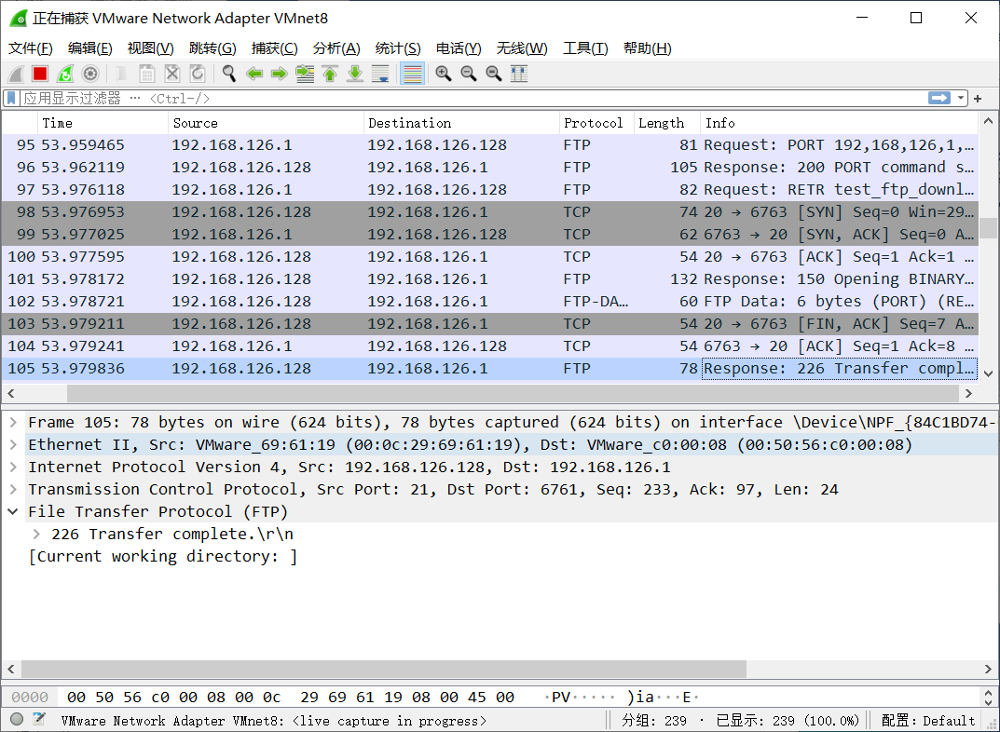 正在捕获 VMware Network Adapter VMnet8
文件(F) 编辑(E) 视图(V) 跳转(G) 捕获(C) 分析(A) 统计(S) 电话(Y) 无线(W) 工具(T) 帮助(H)
应用显示过滤器 … <Ctrl-/>
Time Source Destination Protocol Length Info
95 53.959465 192.168.126.1 192.168.126.128 FTP 81 Request: PORT 192,168,126,1,…
96 53.962119 192.168.126.128 192.168.126.1 FTP 105 Response: 200 PORT command s…
97 53.976118 192.168.126.1 192.168.126.128 FTP 82 Request: RETR test_ftp_downl…
98 53.976953 192.168.126.128 192.168.126.1 TCP 74 20 → 6763 [SYN] Seq=0 Win=29…
99 53.977025 192.168.126.1 192.168.126.128 TCP 62 6763 → 20 [SYN, ACK] Seq=0 A…
100 53.977595 192.168.126.128 192.168.126.1 TCP 54 20 → 6763 [ACK] Seq=1 Ack=1 …
101 53.978172 192.168.126.128 192.168.126.1 FTP 132 Response: 150 Opening BINARY…
102 53.978721 192.168.126.128 192.168.126.1 FTP-DA… 60 FTP Data: 6 bytes (PORT) (RE…
103 53.979211 192.168.126.128 192.168.126.1 TCP 54 20 → 6763 [FIN, ACK] Seq=7 A…
104 53.979241 192.168.126.1 192.168.126.128 TCP 54 6763 → 20 [ACK] Seq=1 Ack=8 …
105 53.979836 192.168.126.128 192.168.126.1 FTP 78 Response: 226 Transfer compl…
Frame 105: 78 bytes on wire (624 bits), 78 bytes captured (624 bits) on interface \Device\NPF_{84C1BD74-
Ethernet II, Src: VMware_69:61:19 (00:0c:29:69:61:19), Dst: VMware_c0:00:08 (00:50:56:c0:00:08)
Internet Protocol Version 4, Src: 192.168.126.128, Dst: 192.168.126.1
Transmission Control Protocol, Src Port: 21, Dst Port: 6761, Seq: 233, Ack: 97, Len: 24
File Transfer Protocol (FTP)
226 Transfer complete.\r\n
[Current working directory: ]
0000 00 50 56 c0 00 08 00 0c 29 69 61 19 08 00 45 00 ·PV····· )ia···E·
VMware Network Adapter VMnet8: <live capture in progress> 分组: 239 · 已显示: 239 (100.0%) 配置: Default